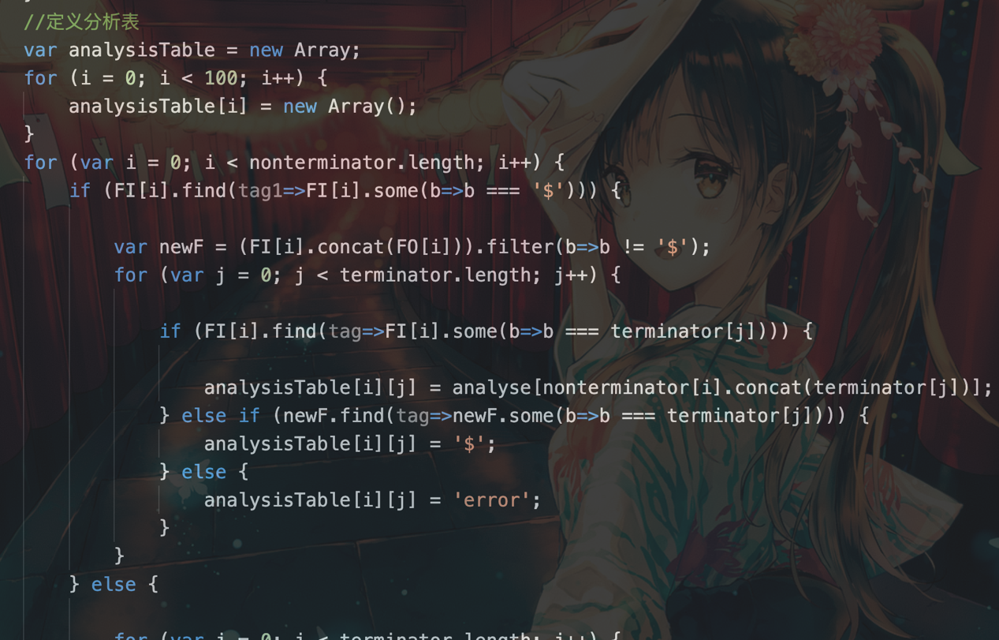 }
//定义分析表
var analysisTable = new Array;
for (i = 0; i < 100; i++) {
analysisTable[i] = new Array();
}
for (var i = 0; i < nonterminator.length; i++) {
if (FI[i].find(tag1=>FI[i].some(b=>b === '$'))) {
var newF = (FI[i].concat(FO[i])).filter(b=>b != '$');
for (var j = 0; j < terminator.length; j++) {
if (FI[i].find(tag=>FI[i].some(b=>b === terminator[j]))) {
analysisTable[i][j] = analyse[nonterminator[i].concat(terminator[j])];
} else if (newF.find(tag=>newF.some(b=>b === terminator[j]))) {
analysisTable[i][j] = '$';
} else {
analysisTable[i][j] = 'error';
}
}
} else {
for (var j = 0; j < terminator.length; j++) {